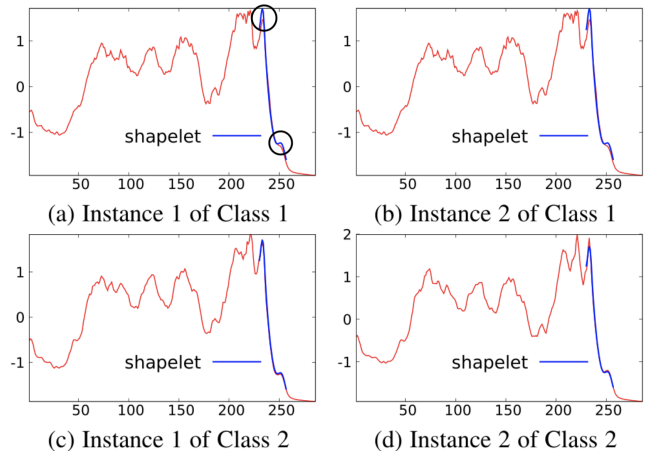 1
0
-1
shapelet
50 100 150 200 250
(a) Instance 1 of Class 1
1
0
-1
shapelet
50 100 150 200 250
(b) Instance 2 of Class 1
1
0
-1
shapelet
50 100 150 200 250
(c) Instance 1 of Class 2
2
1
0
-1
shapelet
50 100 150 200 250
(d) Instance 2 of Class 2